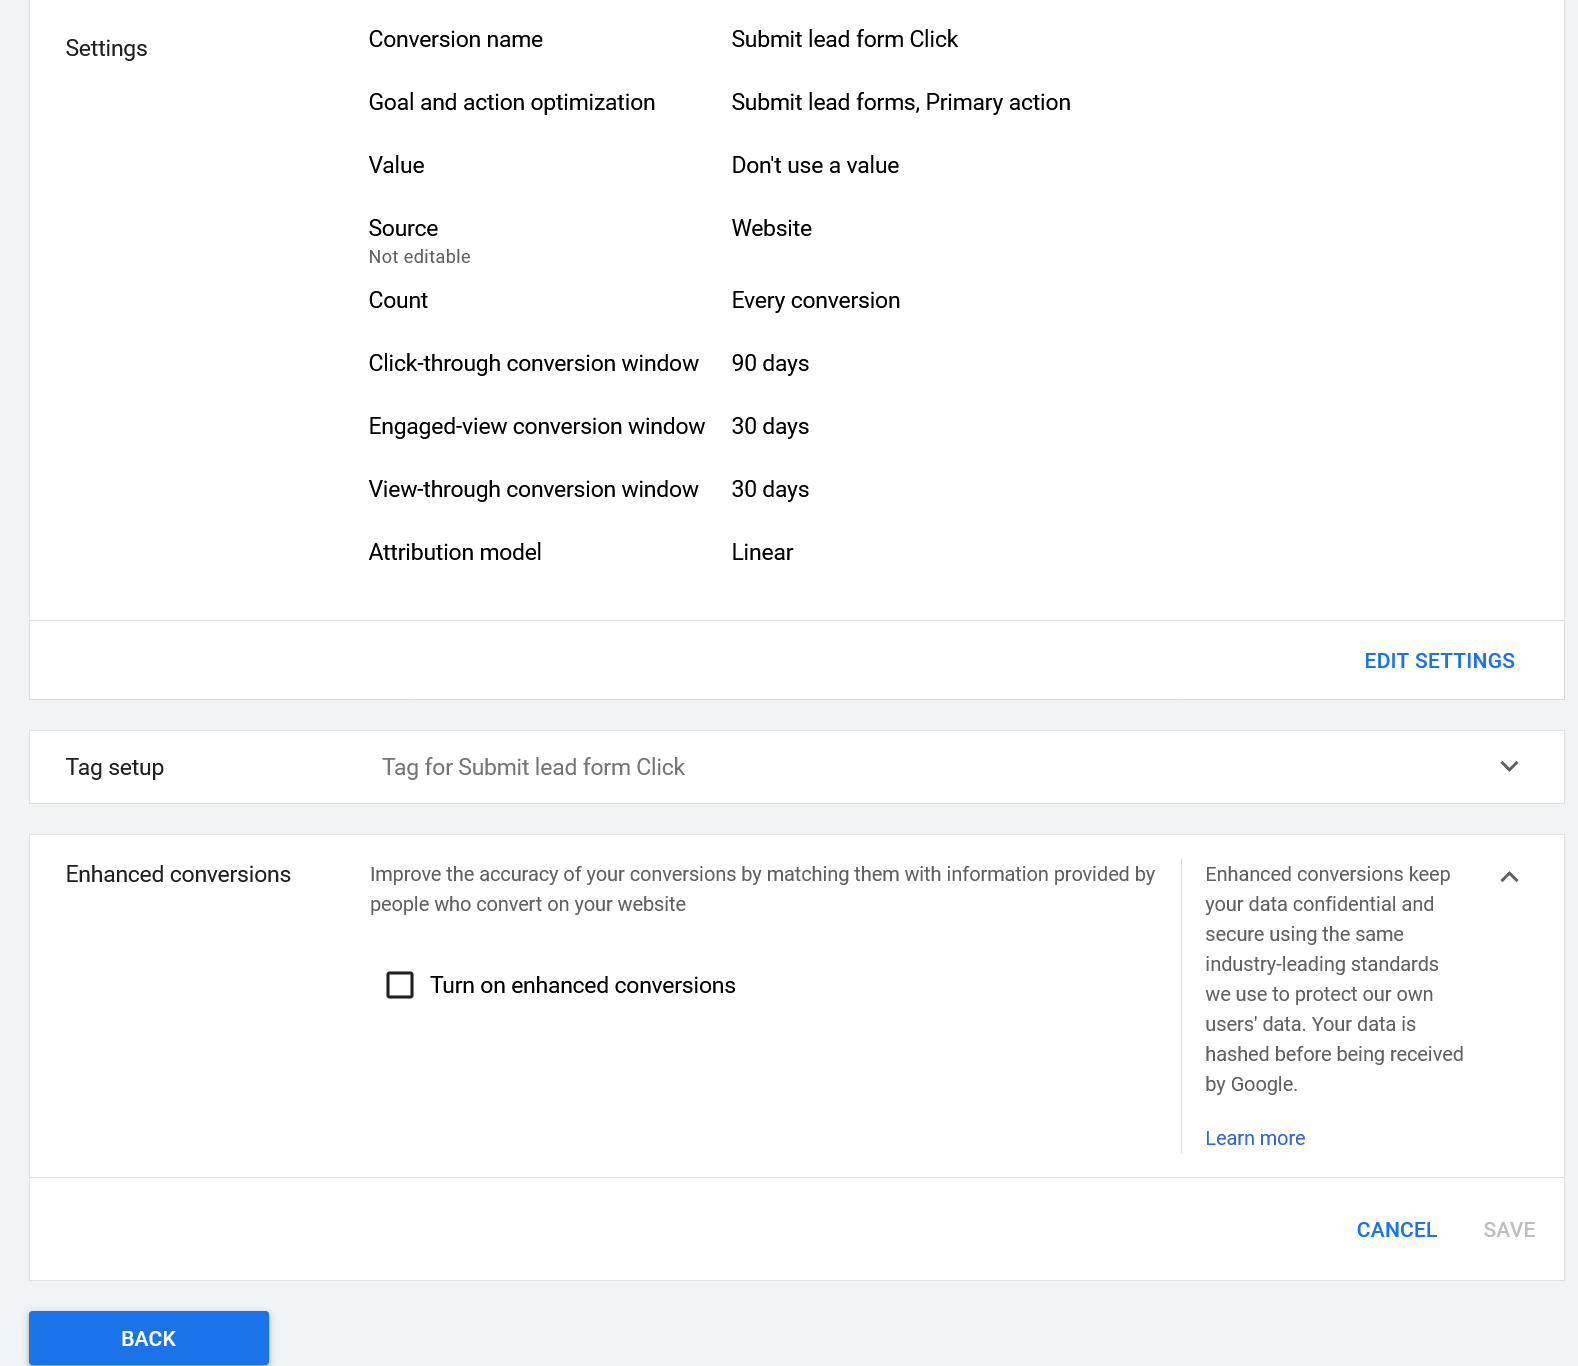 Settings
Conversion name Submit lead form Click
Goal and action optimization Submit lead forms, Primary action
Value Don't use a value
Source Website
Not editable
Count Every conversion
Click-through conversion window 90 days
Engaged-view conversion window 30 days
View-through conversion window 30 days
Attribution model Linear
EDIT SETTINGS
Tag setup Tag for Submit lead form Click
Enhanced conversions
Improve the accuracy of your conversions by matching them with information provided by
people who convert on your website
Turn on enhanced conversions
Enhanced conversions keep
your data confidential and
secure using the same
industry-leading standards
we use to protect our own
users' data. Your data is
hashed before being received
by Google.
Learn more
CANCEL SAVE
BACK